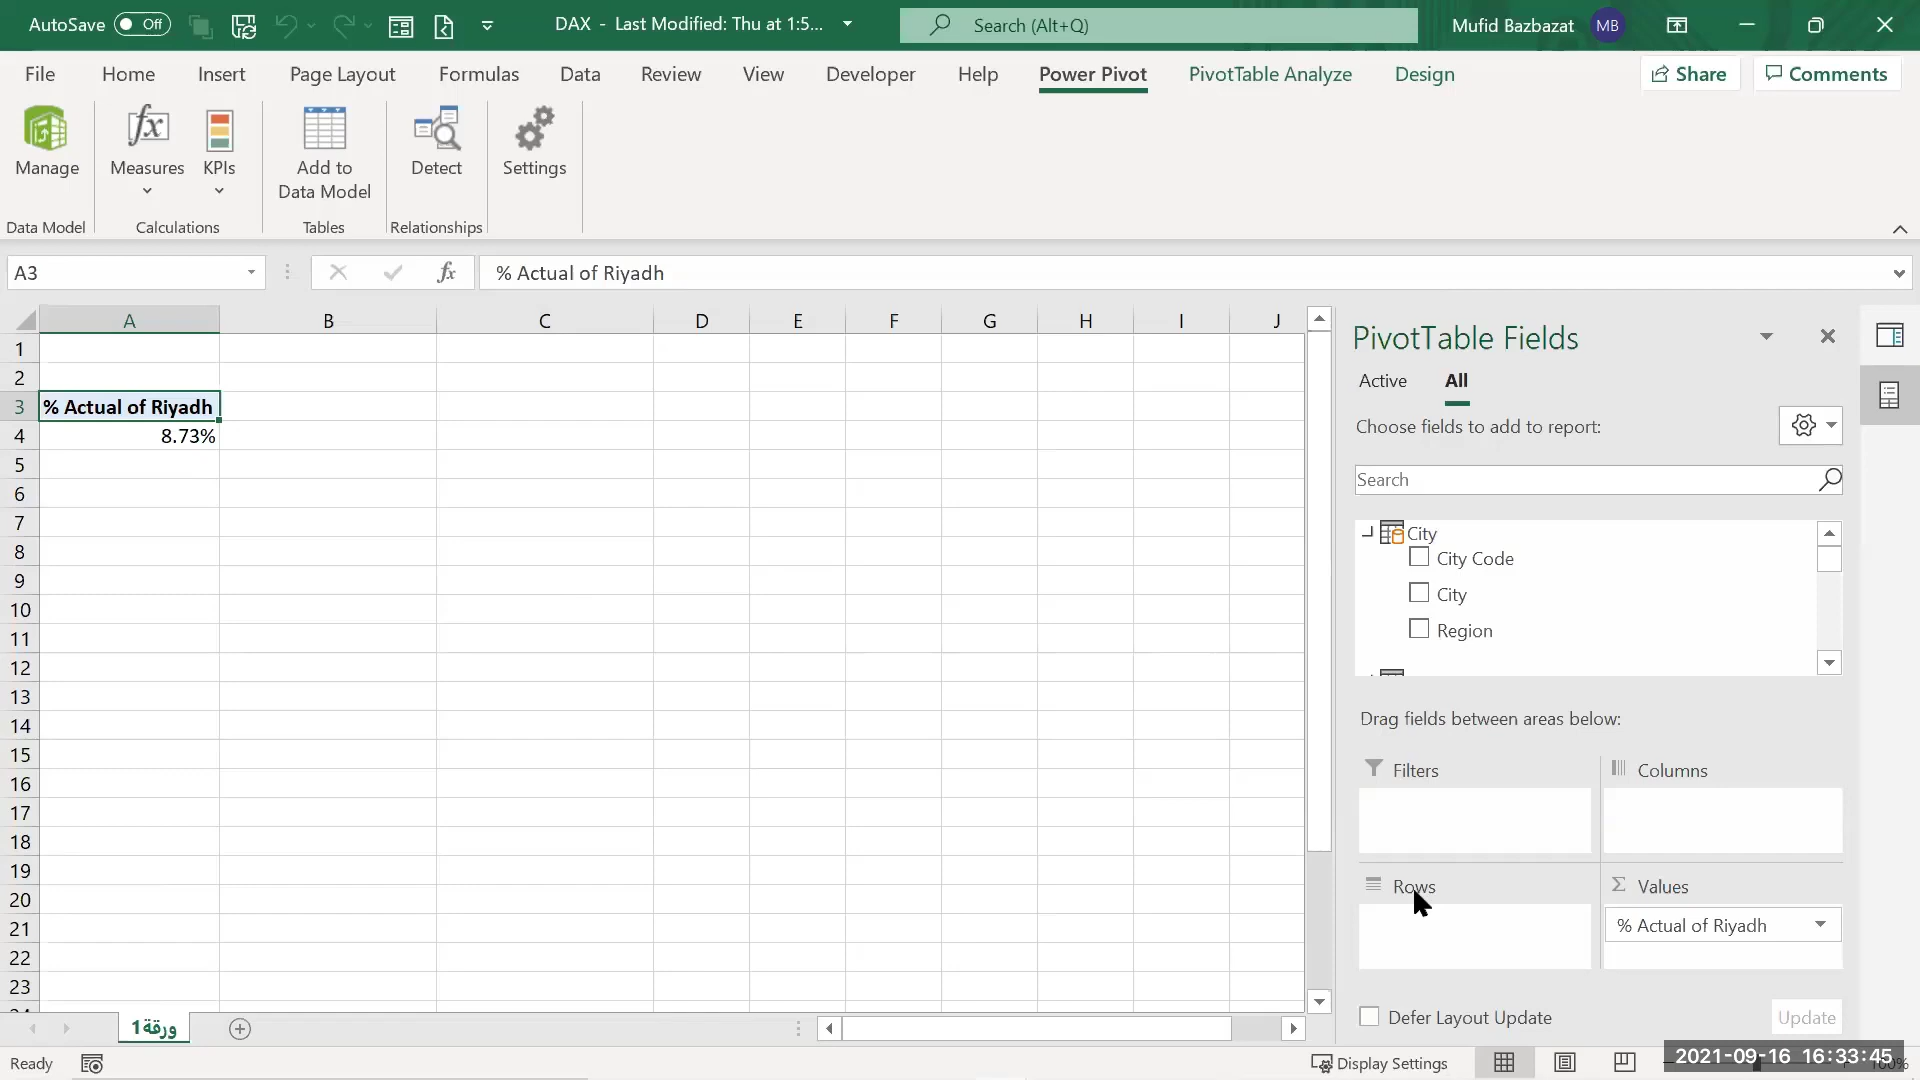 AutoSave Off
DAX - Last Modified: Thu at 1:5...
Search (Alt+Q)
Mufid Bazbazat MB
File Home Insert Page Layout Formulas Data Review View Developer Help Power Pivot PivotTable Analyze Design Share Comments
Manage
Measures
KPIs
Add to
Data Model
Detect
Settings
Data Model Calculations Tables Relationships
A3
fx
% Actual of Riyadh
A B C D E F G H I J
1
2
3 % Actual of Riyadh
4 8.73%
5
6
7
8
9
10
11
12
13
14
15
16
17
18
19
20
21
22
23
PivotTable Fields
Active All
Choose fields to add to report:
Search
City
City Code
City
Region
Drag fields between areas below:
Filters Columns
Rows Values
% Actual of Riyadh
Defer Layout Update Update
ورقة1
Ready
Display Settings
2021-09-16 16:33:45